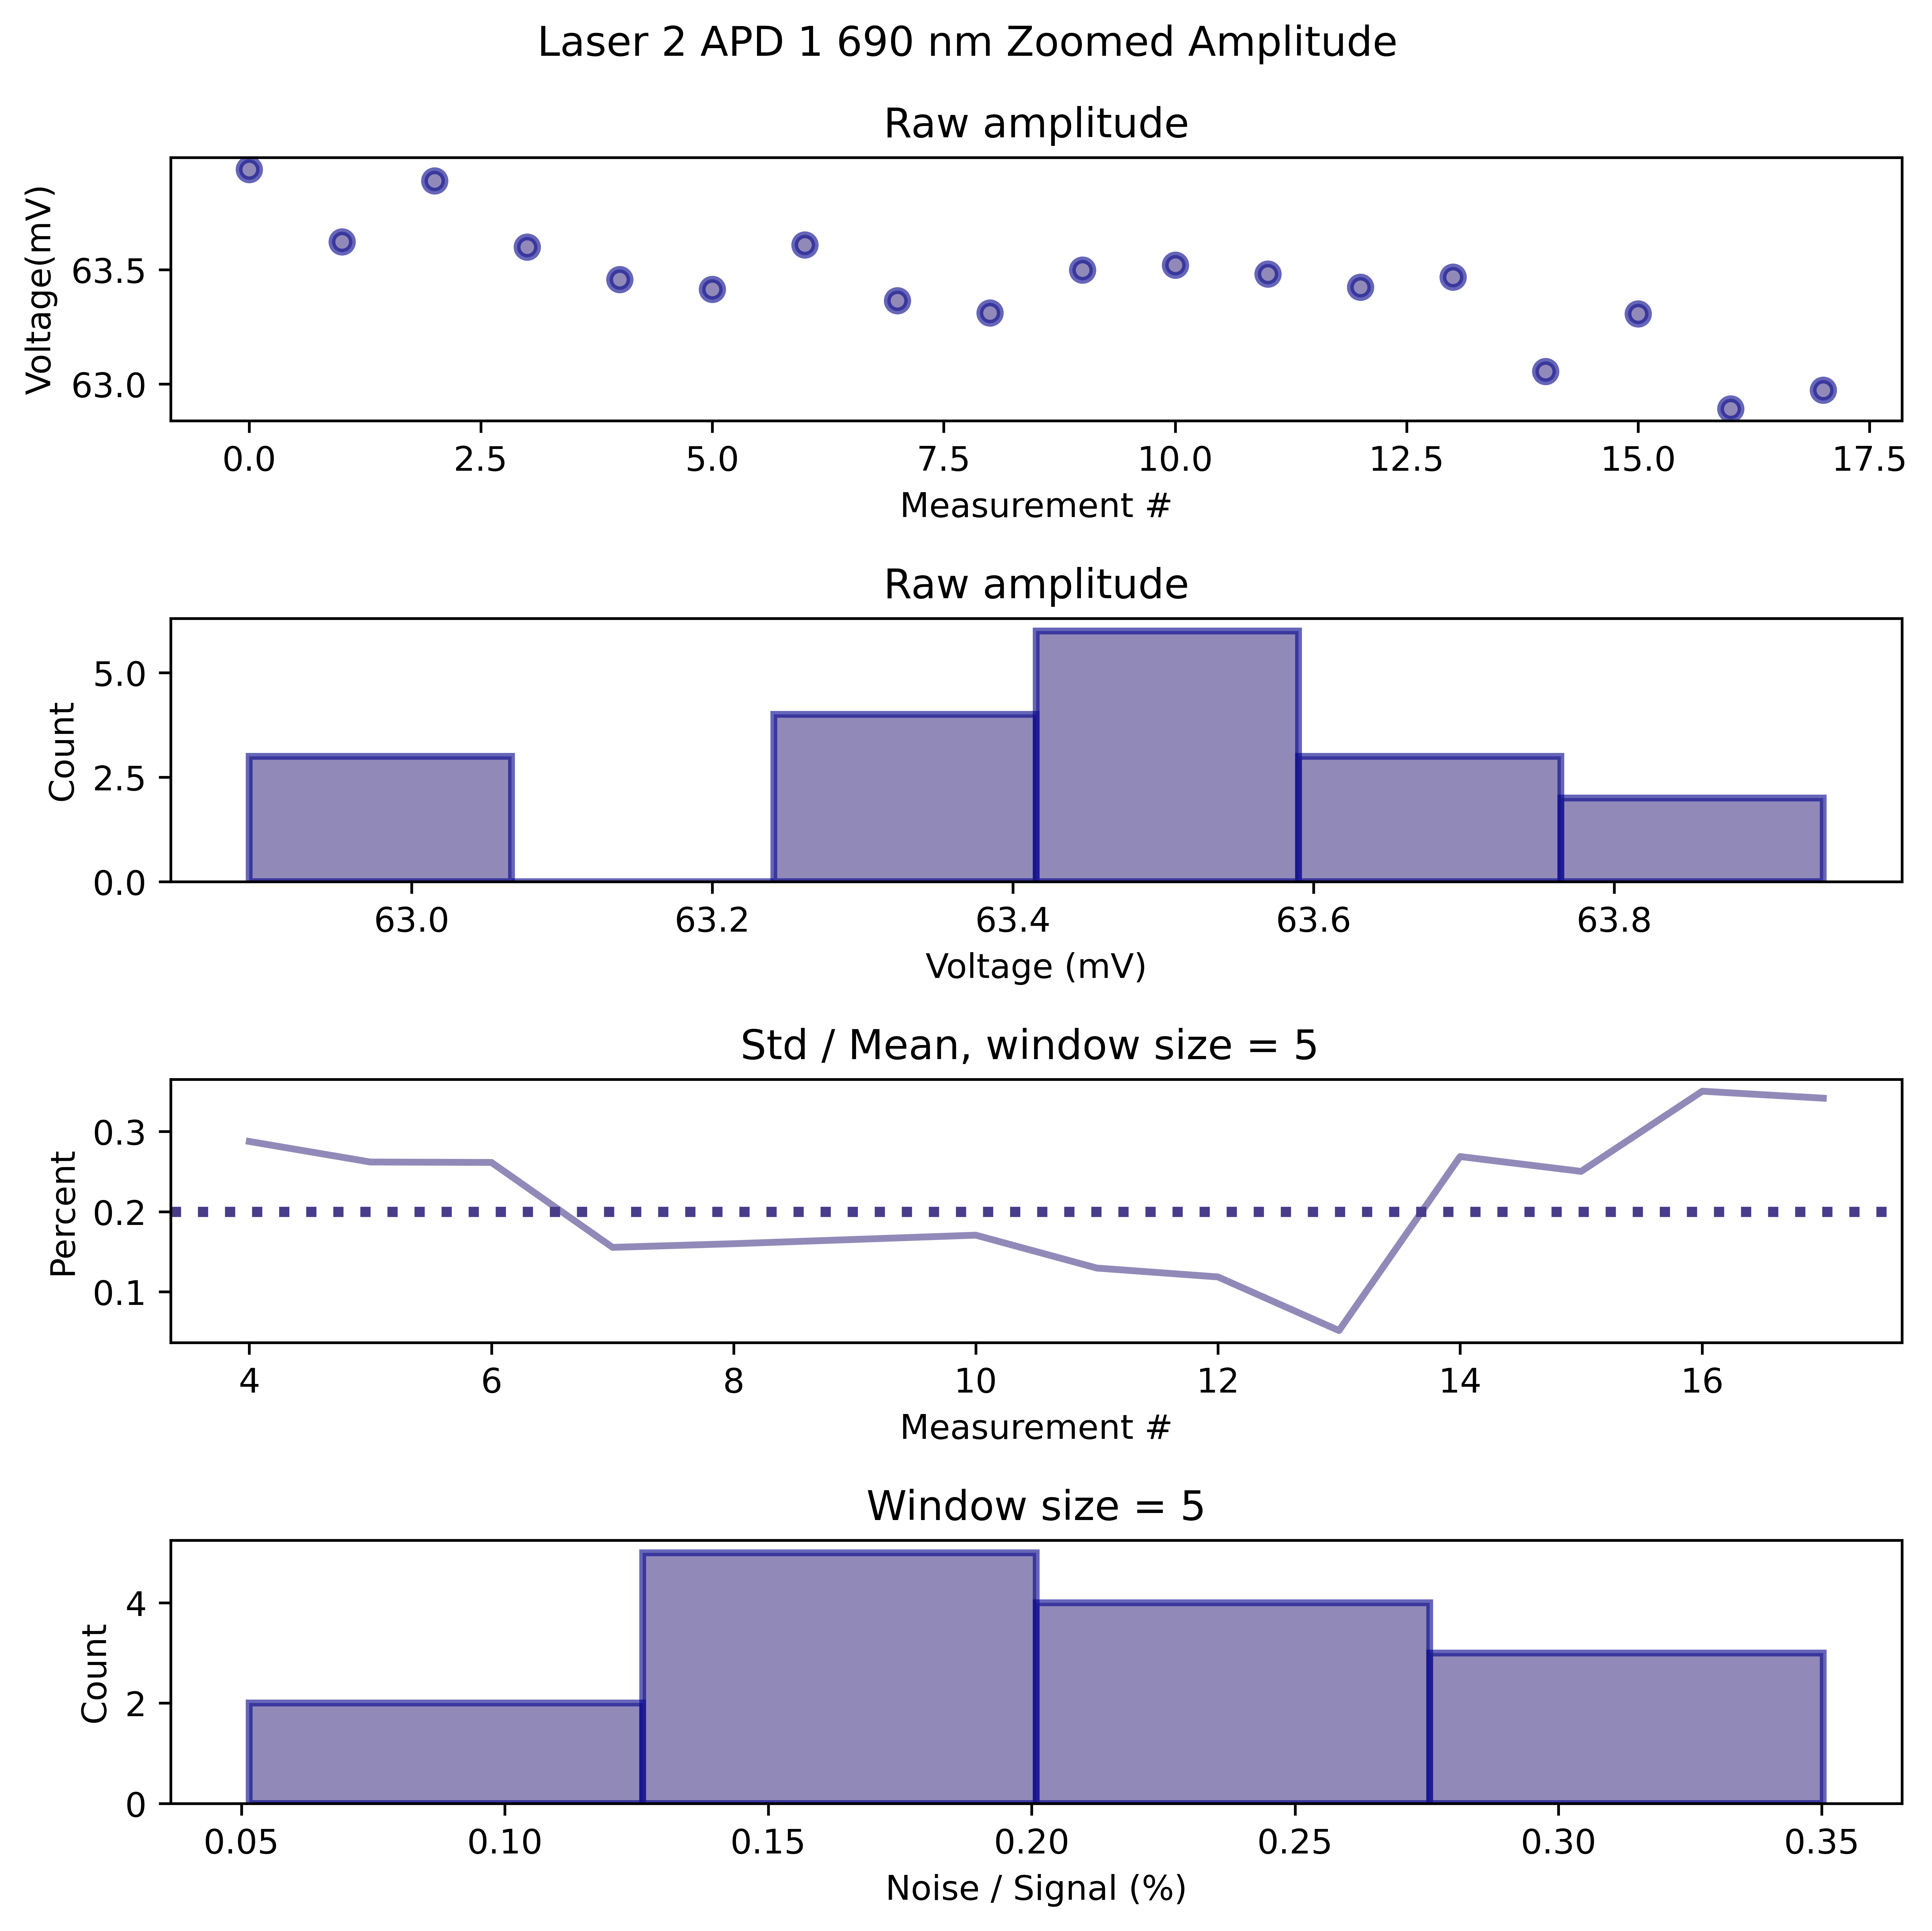 Laser 2 APD 1 690 nm Zoomed Amplitude
Raw amplitude
Voltage(mV)
63.5
63.0
0.0 2.5 5.0 7.5 10.0 12.5 15.0 17.5
Measurement #
Raw amplitude
Count
5.0
2.5
0.0
63.0 63.2 63.4 63.6 63.8
Voltage (mV)
Std / Mean, window size = 5
Percent
0.3
0.2
0.1
4 6 8 10 12 14 16
Measurement #
Window size = 5
Count
4
2
0
0.05 0.10 0.15 0.20 0.25 0.30 0.35
Noise / Signal (%)